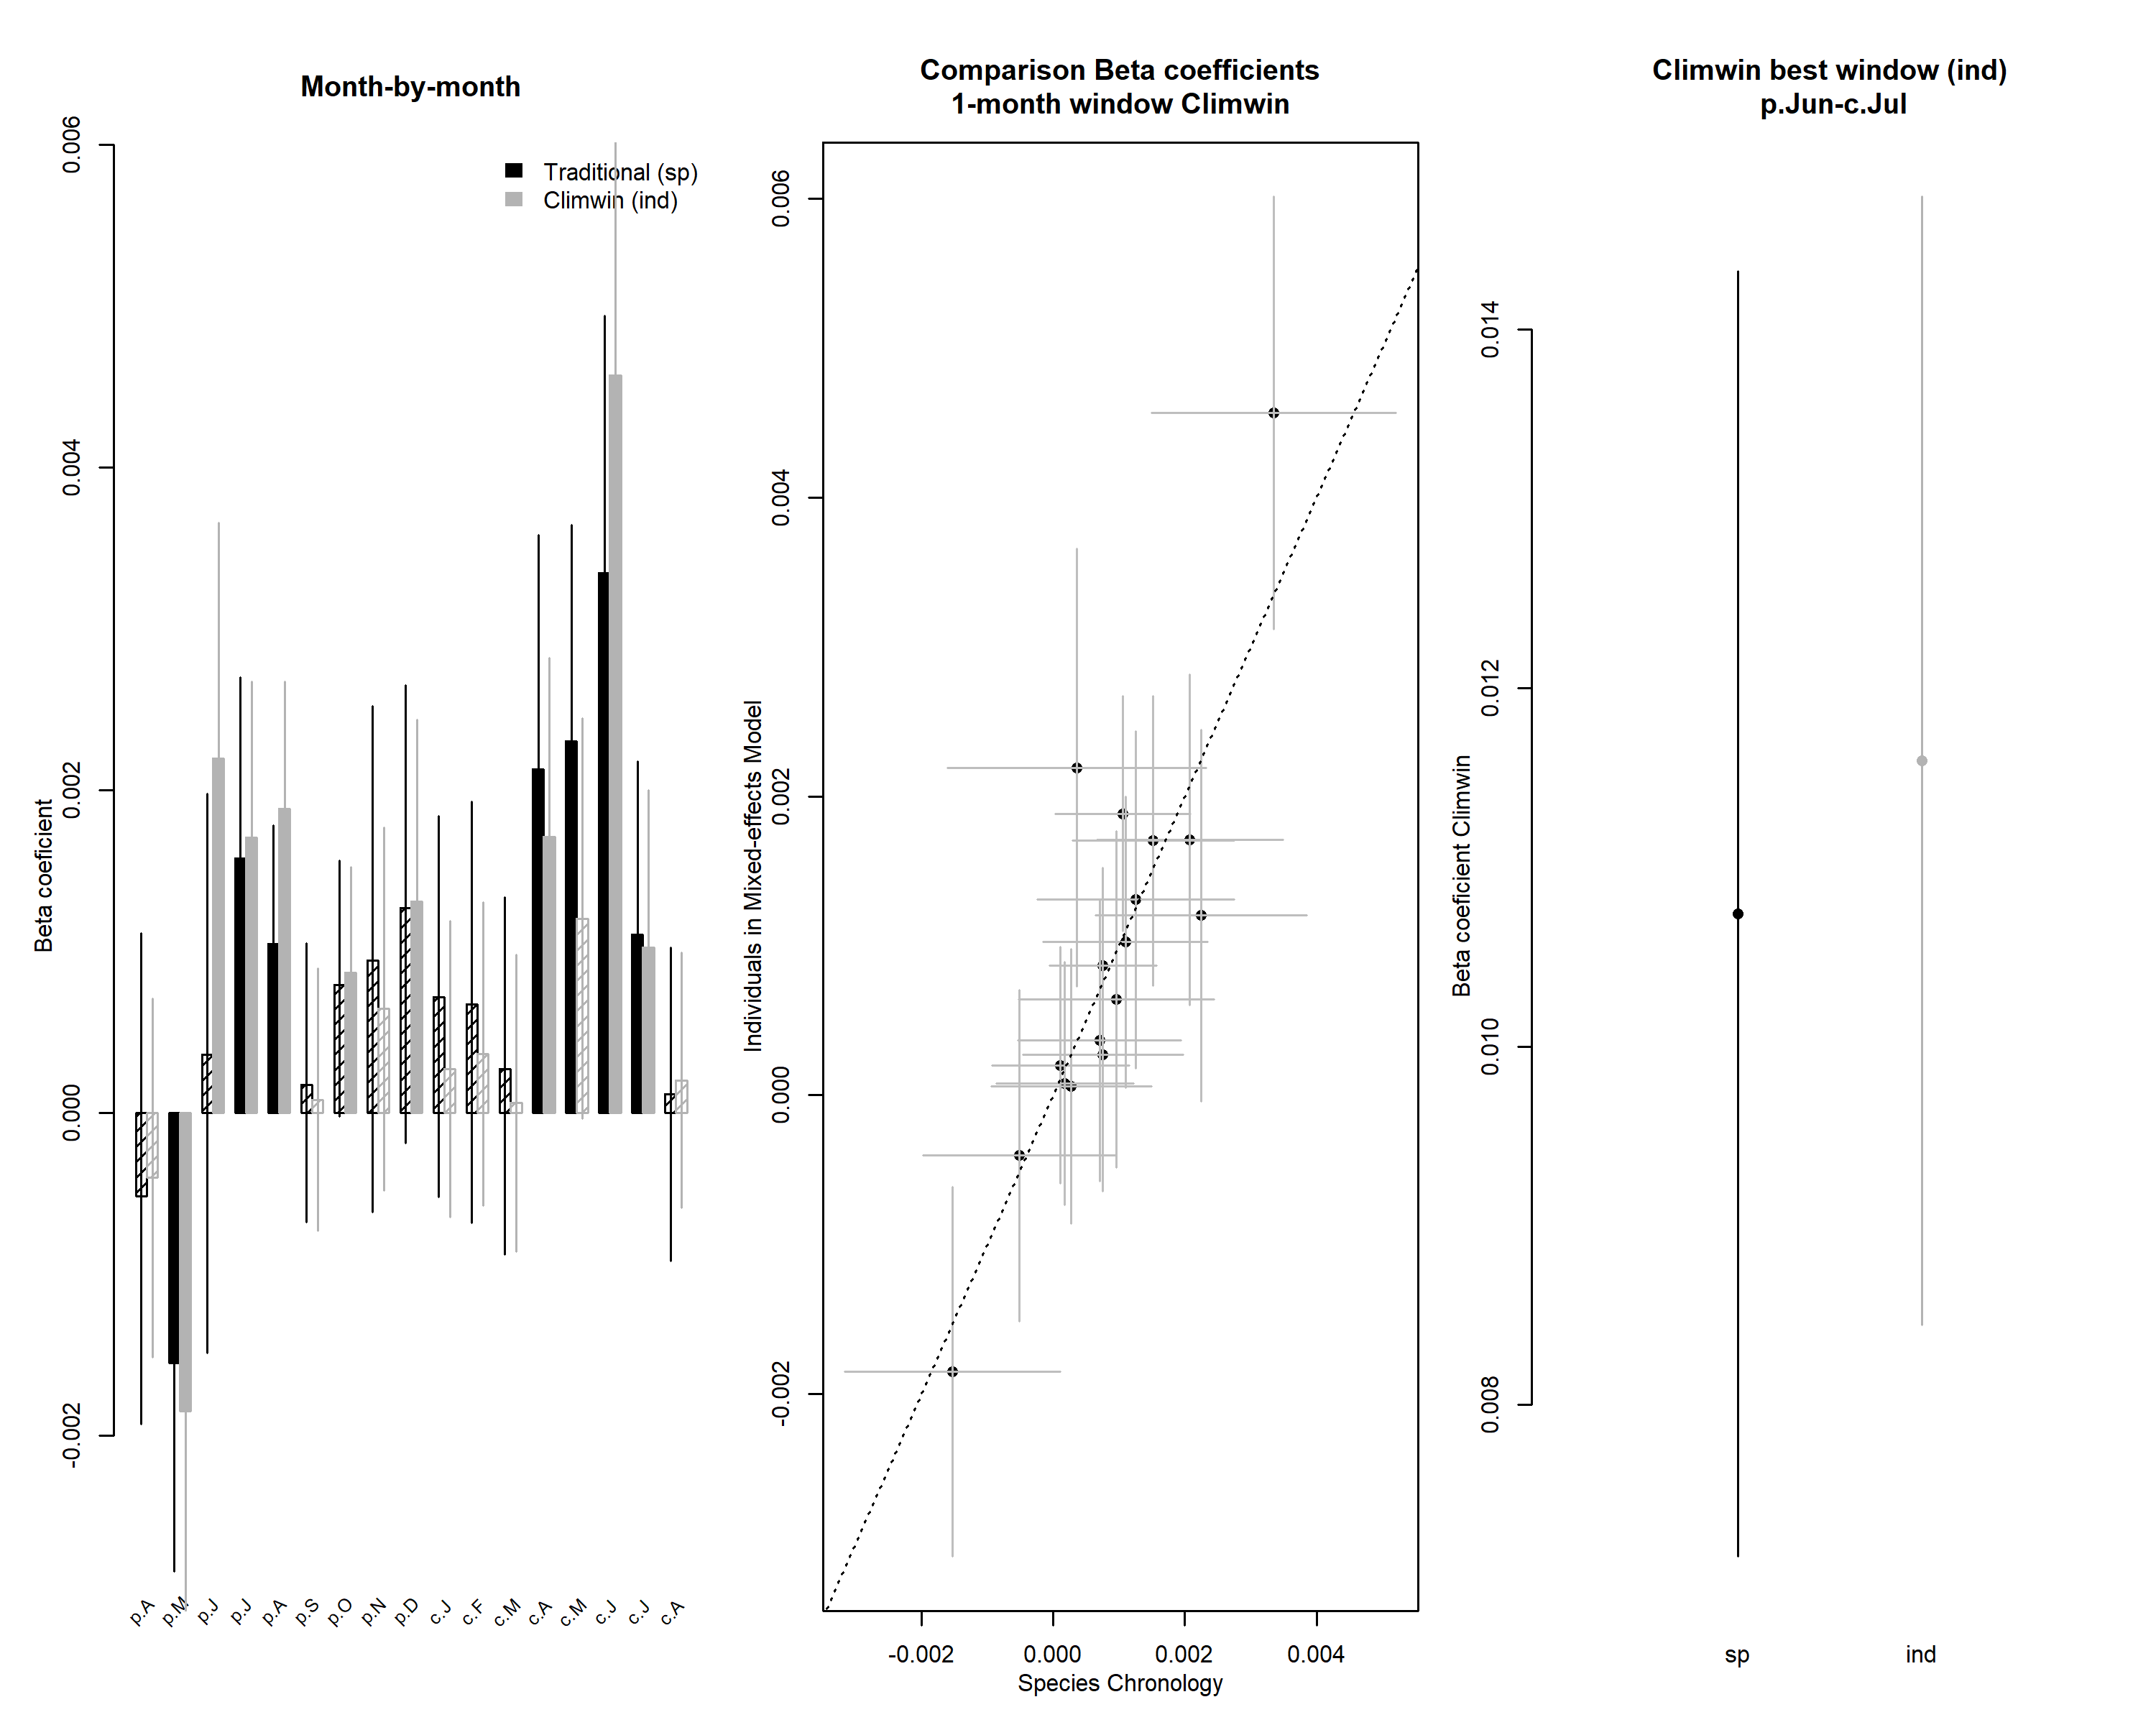 Month-by-month
Beta coeficient
0.006
0.004
0.002
0.000
-0.002
Traditional (sp)
Climwin (ind)
p.A
p.M
p.J
p.J
p.A
p.S
p.O
p.N
p.D
c.J
c.F
c.M
c.A
c.M
c.J
c.J
c.A
Comparison Beta coefficients
1-month window Climwin
Individuals in Mixed-effects Model
0.006
0.004
0.002
0.000
-0.002
-0.002 0.000 0.002 0.004
Species Chronology
Climwin best window (ind)
p.Jun-c.Jul
Beta coeficient Climwin
0.014
0.012
0.010
0.008
sp ind